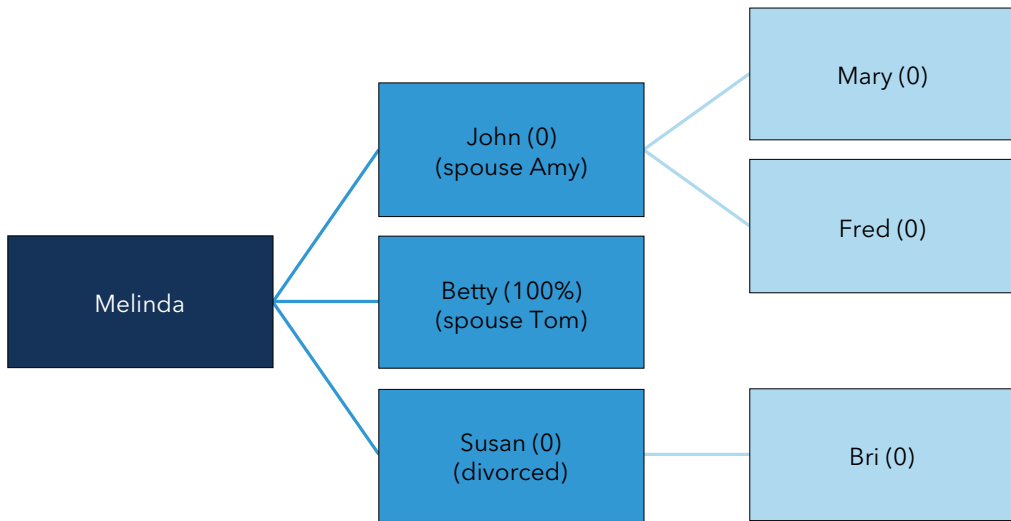 Melinda
John (0)
(spouse Amy)
Betty (100%)
(spouse Tom)
Susan (0)
(divorced)
Mary (0)
Fred (0)
Bri (0)